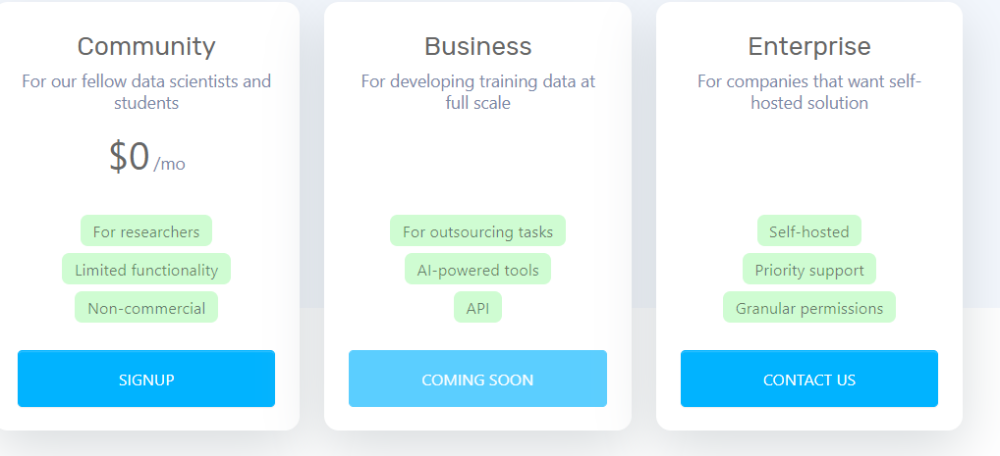 Community
For our fellow data scientists and
students
$0 /mo
For researchers
Limited functionality
Non-commercial
SIGNUP
Business
For developing training data at
full scale
For outsourcing tasks
AI-powered tools
API
COMING SOON
Enterprise
For companies that want self-
hosted solution
Self-hosted
Priority support
Granular permissions
CONTACT US